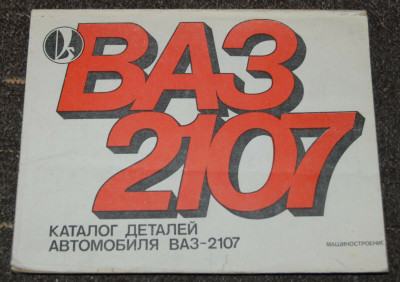 ВАЗ
2107
КАТАЛОГ ДЕТАЛЕЙ
АВТОМОБИЛЯ ВАЗ-2107
МАШИНОСТРОЕНИЕ